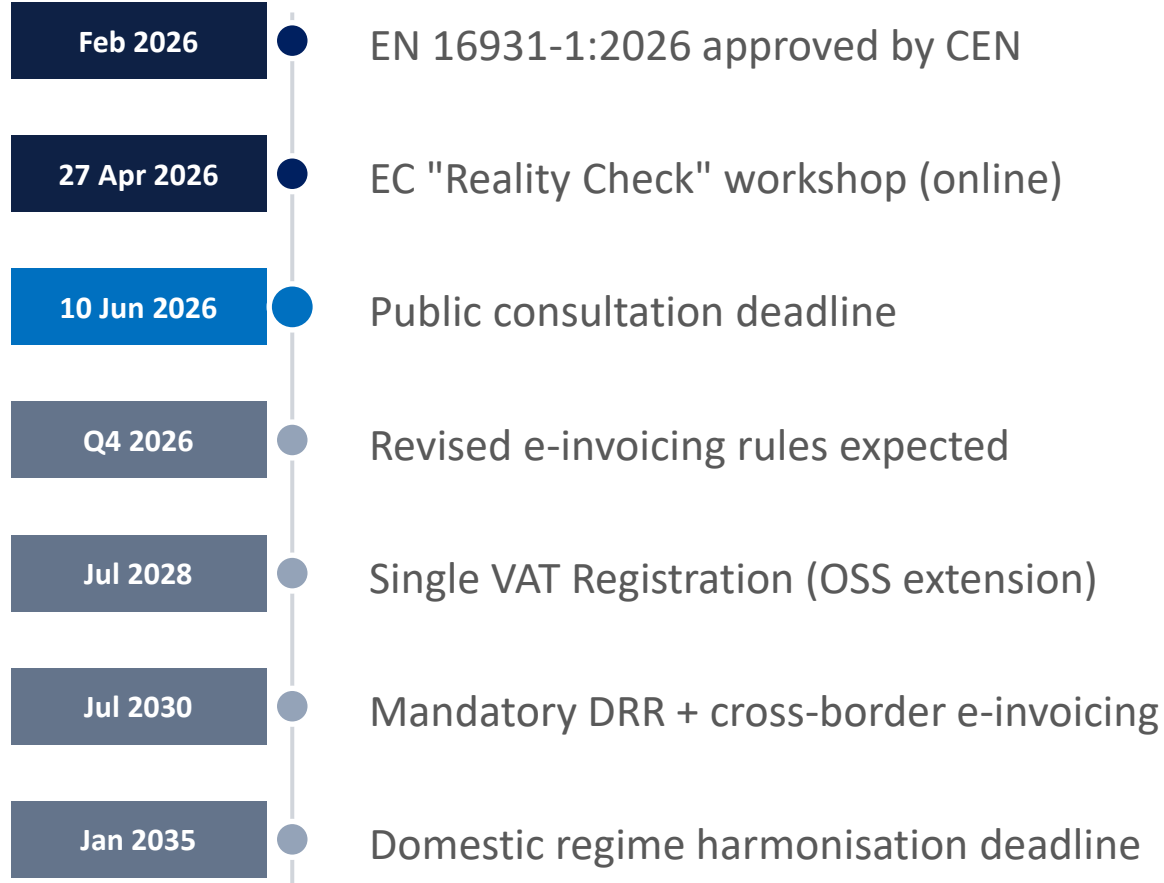 Feb 2026
EN 16931-1:2026 approved by CEN
27 Apr 2026
EC "Reality Check" workshop (online)
10 Jun 2026
Public consultation deadline
Q4 2026
Revised e-invoicing rules expected
Jul 2028
Single VAT Registration (OSS extension)
Jul 2030
Mandatory DRR + cross-border e-invoicing
Jan 2035
Domestic regime harmonisation deadline